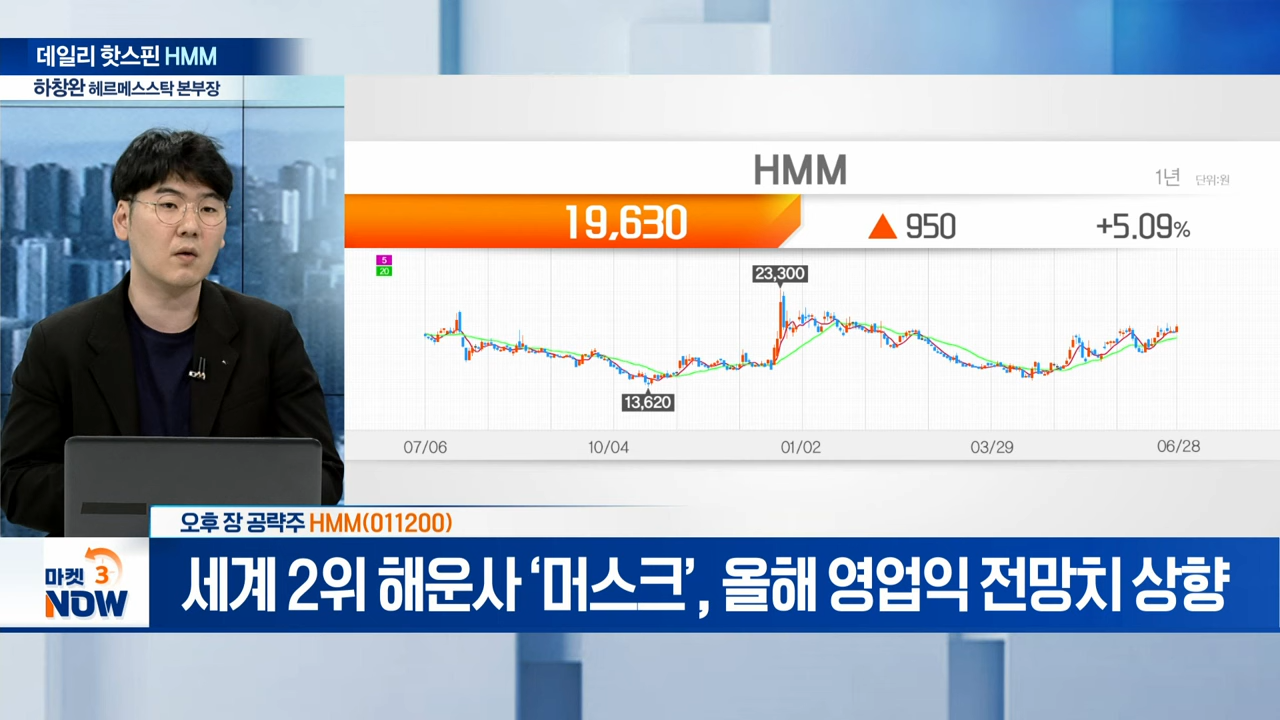 데일리 핫스핀 HMM
하창완 헤르메스스탁 본부장
HMM
1년 단위:원
19,630 ▲ 950 +5.09%
5
20
23,300
13,620
07/06 10/04 01/02 03/29 06/28
오후 장 공략주 HMM(011200)
마켓 3
NOW
세계 2위 해운사 ‘머스크’, 올해 영업익 전망치 상향